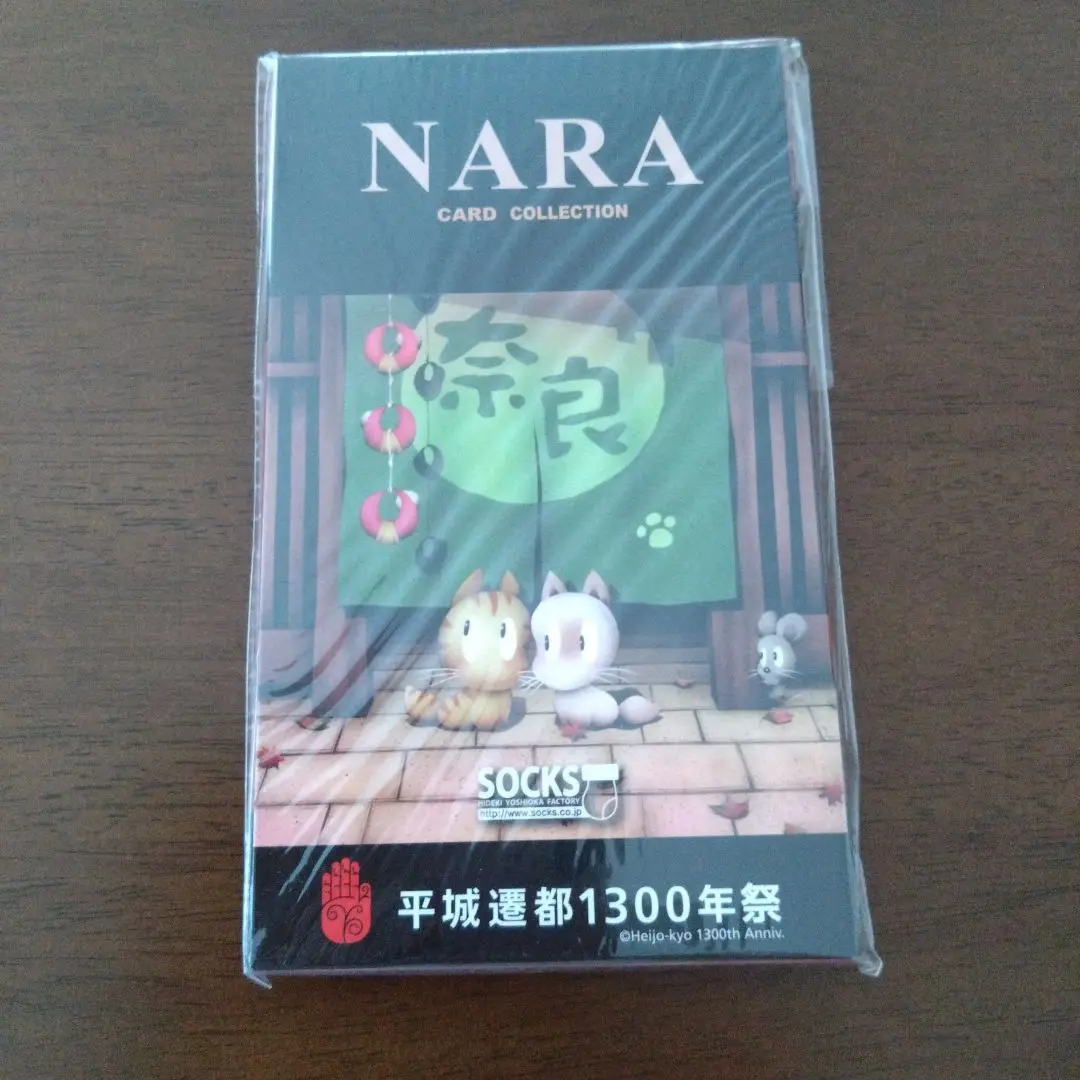 NARA
CARD COLLECTION
奈良
SOCKS
HIDEKI YOSHIOKA FACTORY
http://www.socks.co.jp
平城遷都1300年祭
©Heijo-kyo 1300th Anniv.